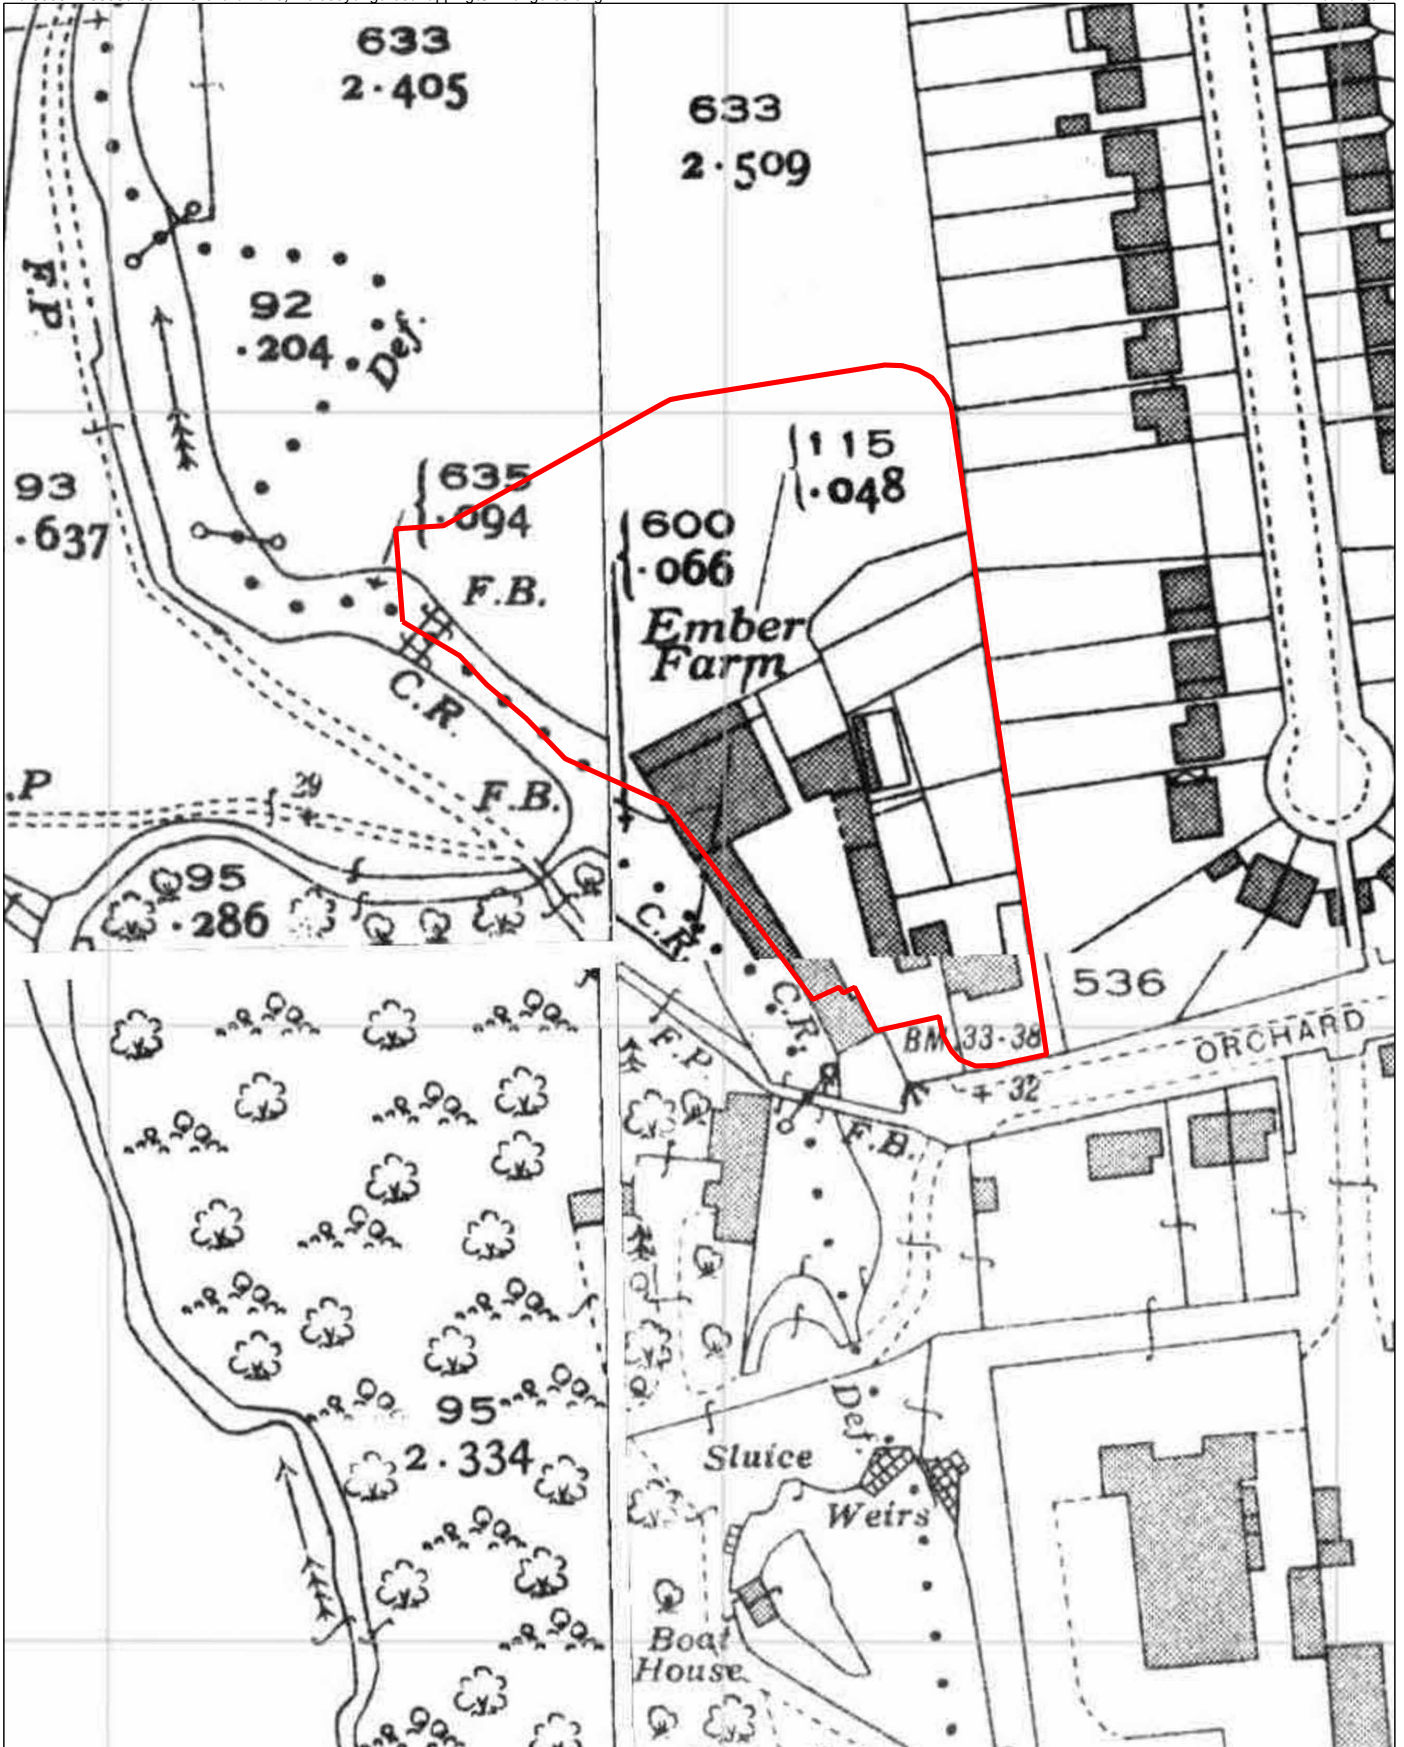 633
2·405
633
2·509
F.P.
92
·204
Def.
115
·048
93
·637
635
·094
600
·066
F.B.
Ember
Farm
C.R.
.P
29
F.B.
95
·286
C.R.
536
C.R.
BM 33·38
ORCHARD
F.P.
+ 32
F.B.
Def.
95
2·334
Sluice
Weirs
Boat
House